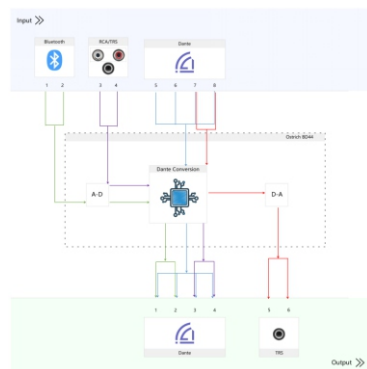 Input
Bluetooth RCA/TRS Dante
1 2 3 4 5 6 7 8
Ostrich BD44
Dante Conversion
A-D
D-A
1 2 3 4 5 6
Dante TRS
Output